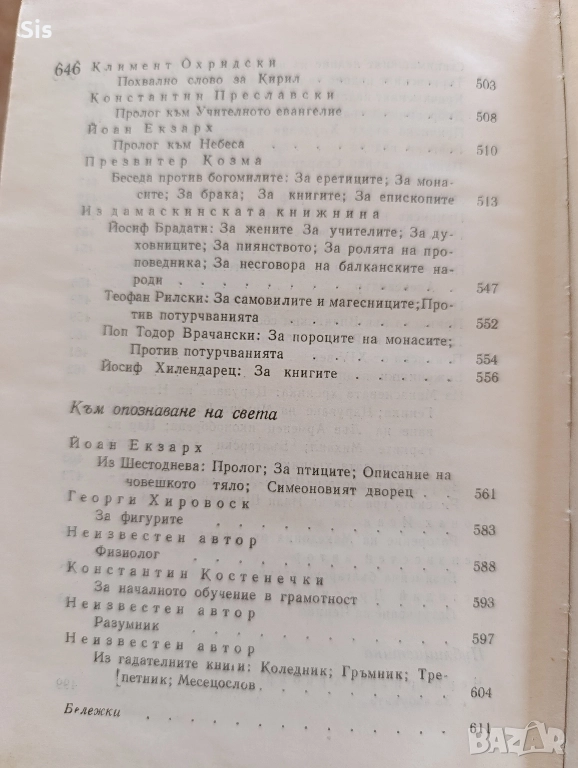 Sis
646 Климент Охридски
Похвално слово за Кирил . . . . . . 503
Константин Преславски
Пролог към Учителното евангелие . . . . 508
Йоан Екзарх
Пролог към Небеса . . . . . . . 510
Презвитер Козма
Беседа против богомилите: За еретиците; За мона-
сите; За брака; За книгите; За епископите 513
Из дамаскинската книжнина
Йосиф Брадати: За жените За учителите; За ду-
ховниците; За пиянството; За ролята на про-
поведника; За несговора на балканските на-
роди . . . . . . . . . . 547
Теофан Рилски: За самовилите и магесниците; Про-
тив потурчванията . . . . . . . 552
Поп Тодор Врачански: За пороците на монасите;
Против потурчванията . . . . . . 554
Йосиф Хилендарец: За книгите . . . . . 556
Към опознаване на света
Йоан Екзарх
Из Шестоднева: Пролог; За птиците; Описание на
човешкото тяло; Симеоновият дворец . . 561
Георги Хировоск
За фигурите . . . . . . . . 583
Неизвестен автор
Физиолог . . . . . . . . . 588
Константин Костенечки
За началното обучение в грамотност . . . 593
Неизвестен автор
Разумник . . . . . . . . . 597
Неизвестен автор
Из гадателните книги: Коледник; Гръмник; Тре-
петник; Месецослов . . . . . . . 604
Бележки . . . . . . . . . . 611
bazar